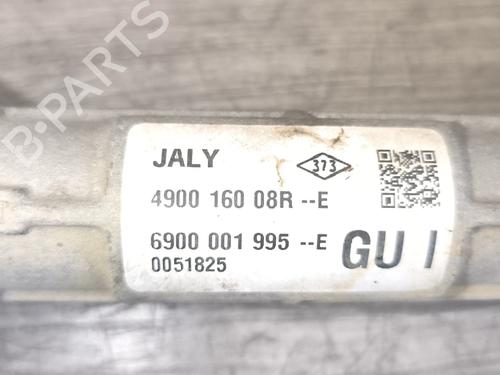 B-PARTS
JALY
373
4900 160 08R --E
6900 001 995 --E
GU I
0051825